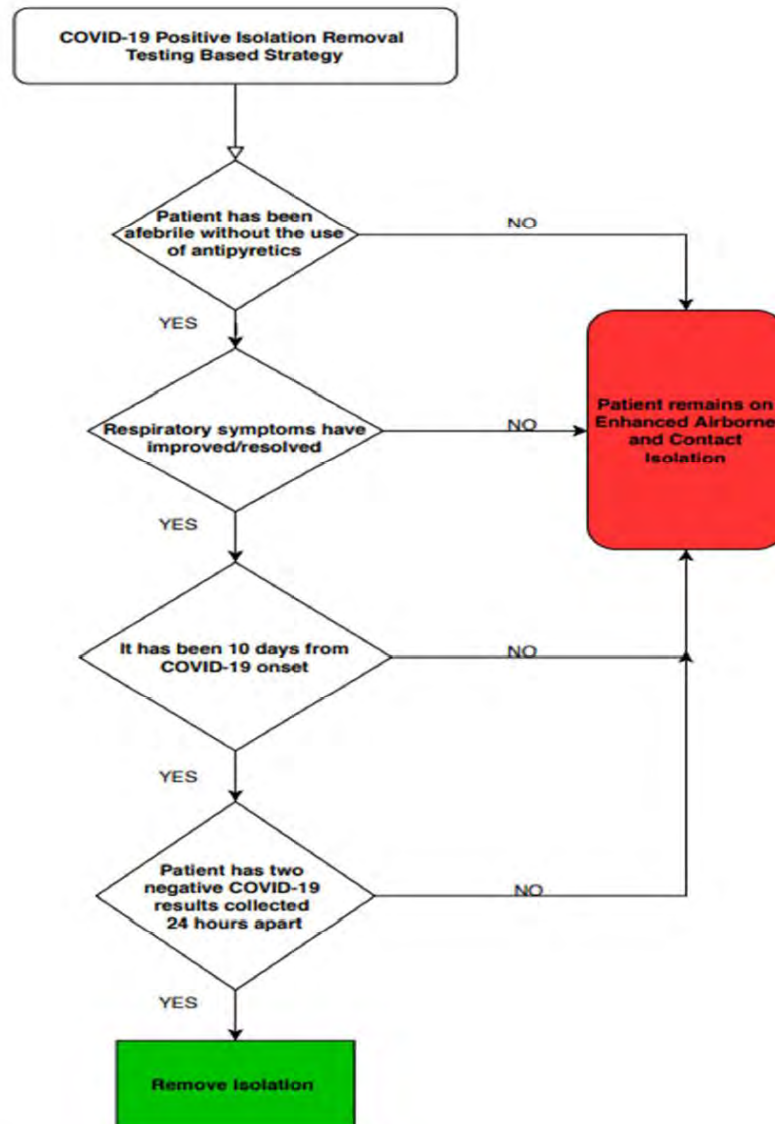 COVID-19 Positive Isolation Removal
Testing Based Strategy
Patient has been
afebrile without the use
of antipyretics
NO
YES
Respiratory symptoms have
improved/resolved
NO
Patient remains on
Enhanced Airborne
and Contact
Isolation
YES
It has been 10 days from
COVID-19 onset
NO
YES
Patient has two
negative COVID-19
results collected
24 hours apart
NO
YES
Remove Isolation